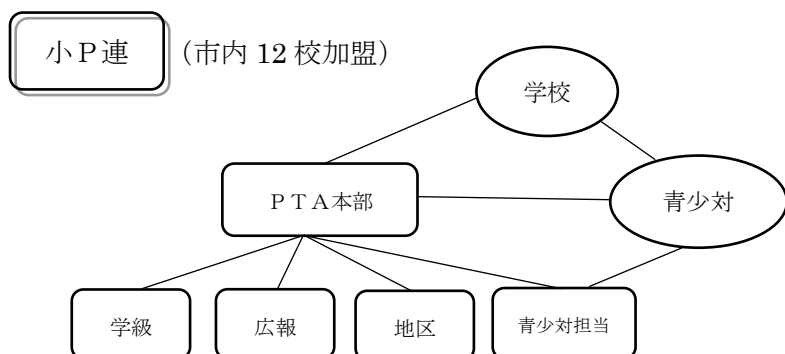 小Ｐ連 （市内 12 校加盟）
学校
ＰＴＡ本部
青少対
学級
広報
地区
青少対担当